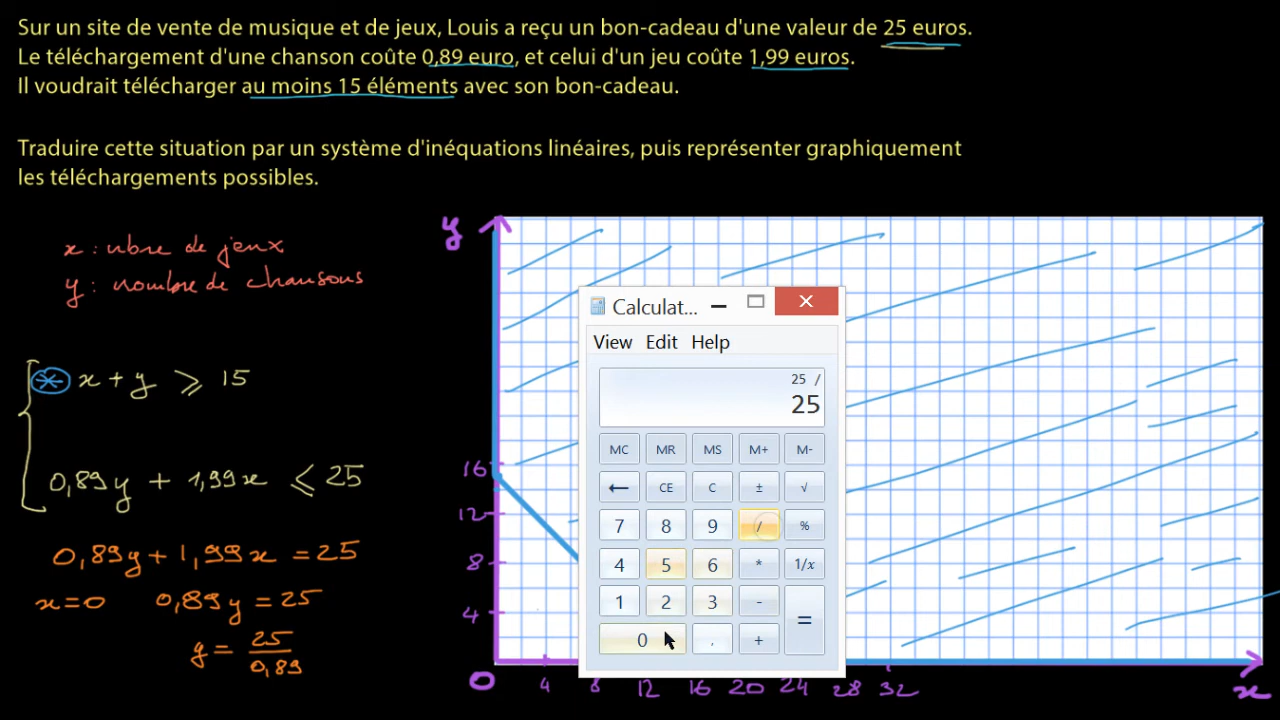 Sur un site de vente de musique et de jeux, Louis a reçu un bon-cadeau d'une valeur de 25 euros.
Le téléchargement d'une chanson coûte 0,89 euro, et celui d'un jeu coûte 1,99 euros.
Il voudrait télécharger au moins 15 éléments avec son bon-cadeau.
Traduire cette situation par un système d'inéquations linéaires, puis représenter graphiquement
les téléchargements possibles.
x : nbre de jeux
y : nombre de chansons
* x + y ⩾ 15
0,89y + 1,99x ⩽ 25
0,89y + 1,99x = 25
x=0 0,89y = 25
y = 25/0,89
y
16
12
8
4
0
4 8 12 16 20 24 28 32
x
Calculat...
View Edit Help
25 /
25
MC MR MS M+ M-
← CE C ± √
7 8 9 / %
4 5 6 * 1/x
1 2 3 - =
0 , +